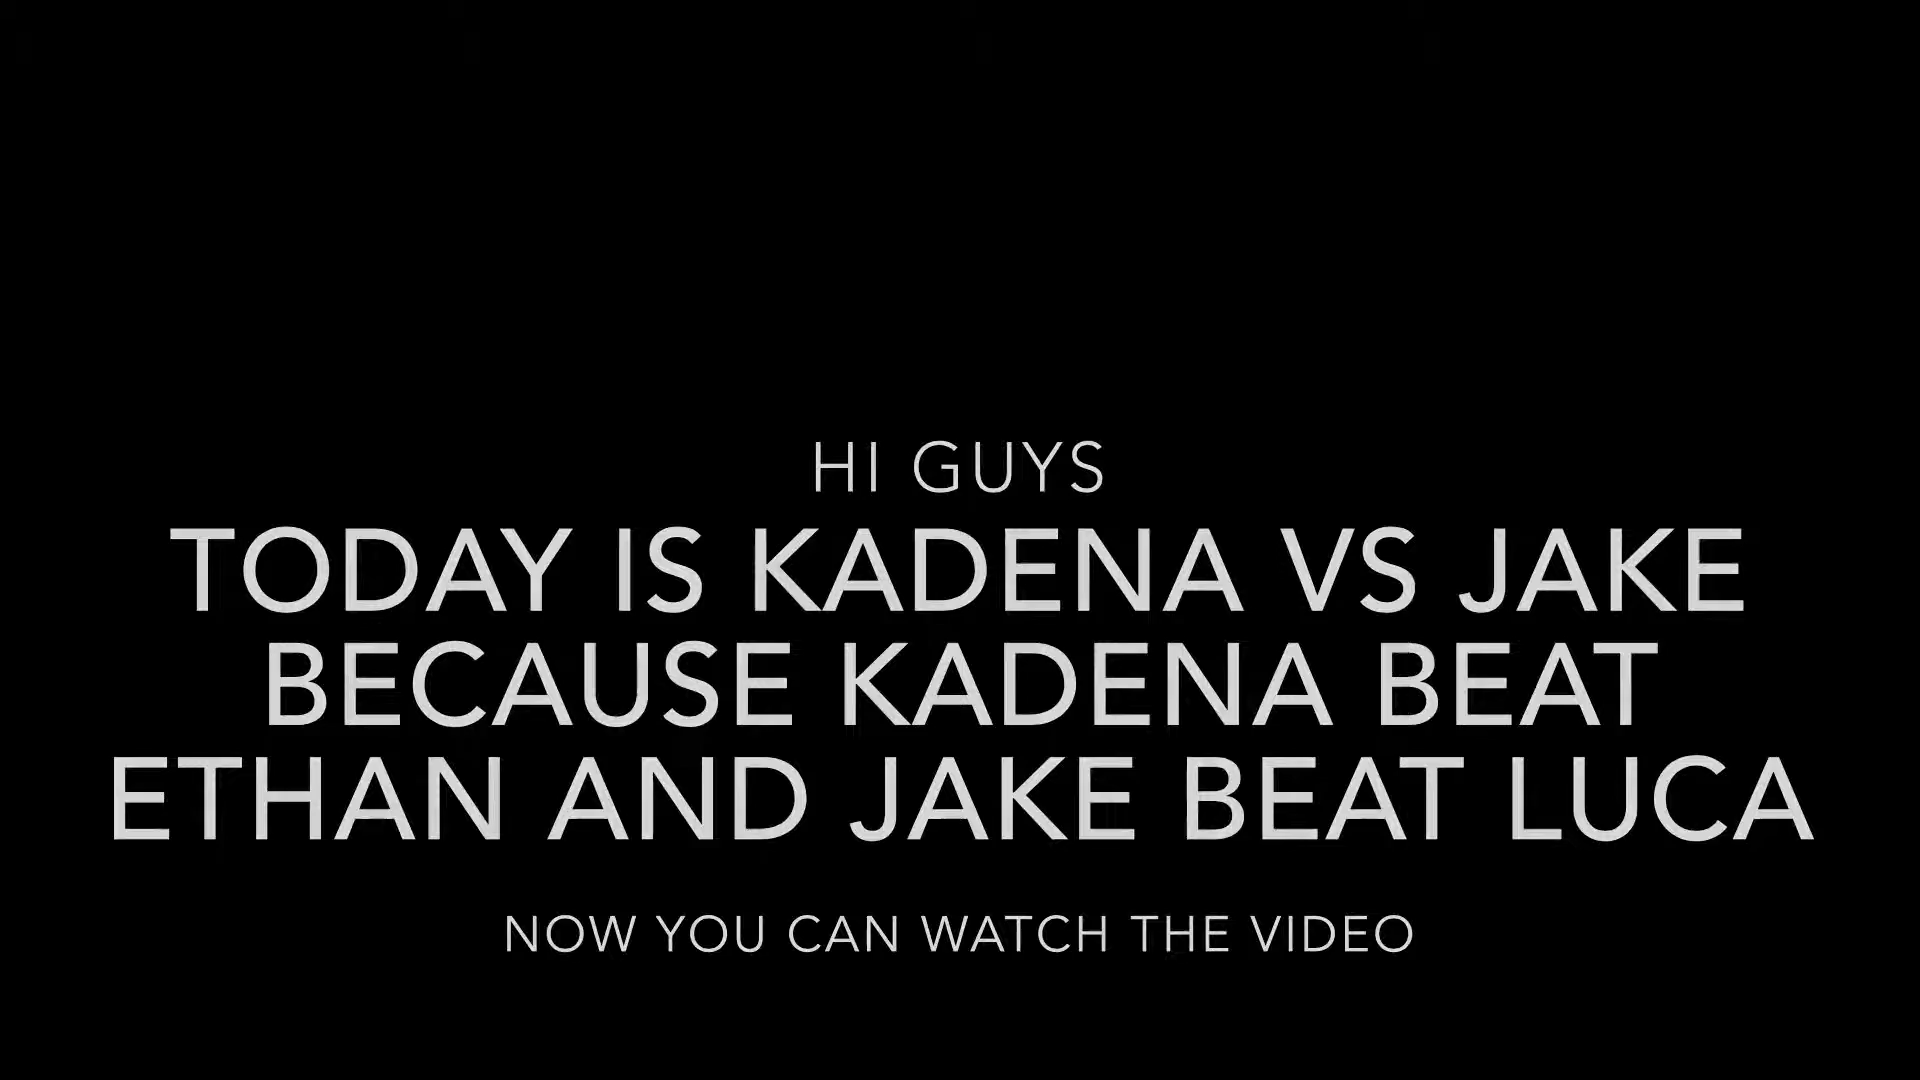 HI GUYS
TODAY IS KADENA VS JAKE
BECAUSE KADENA BEAT
ETHAN AND JAKE BEAT LUCA
NOW YOU CAN WATCH THE VIDEO